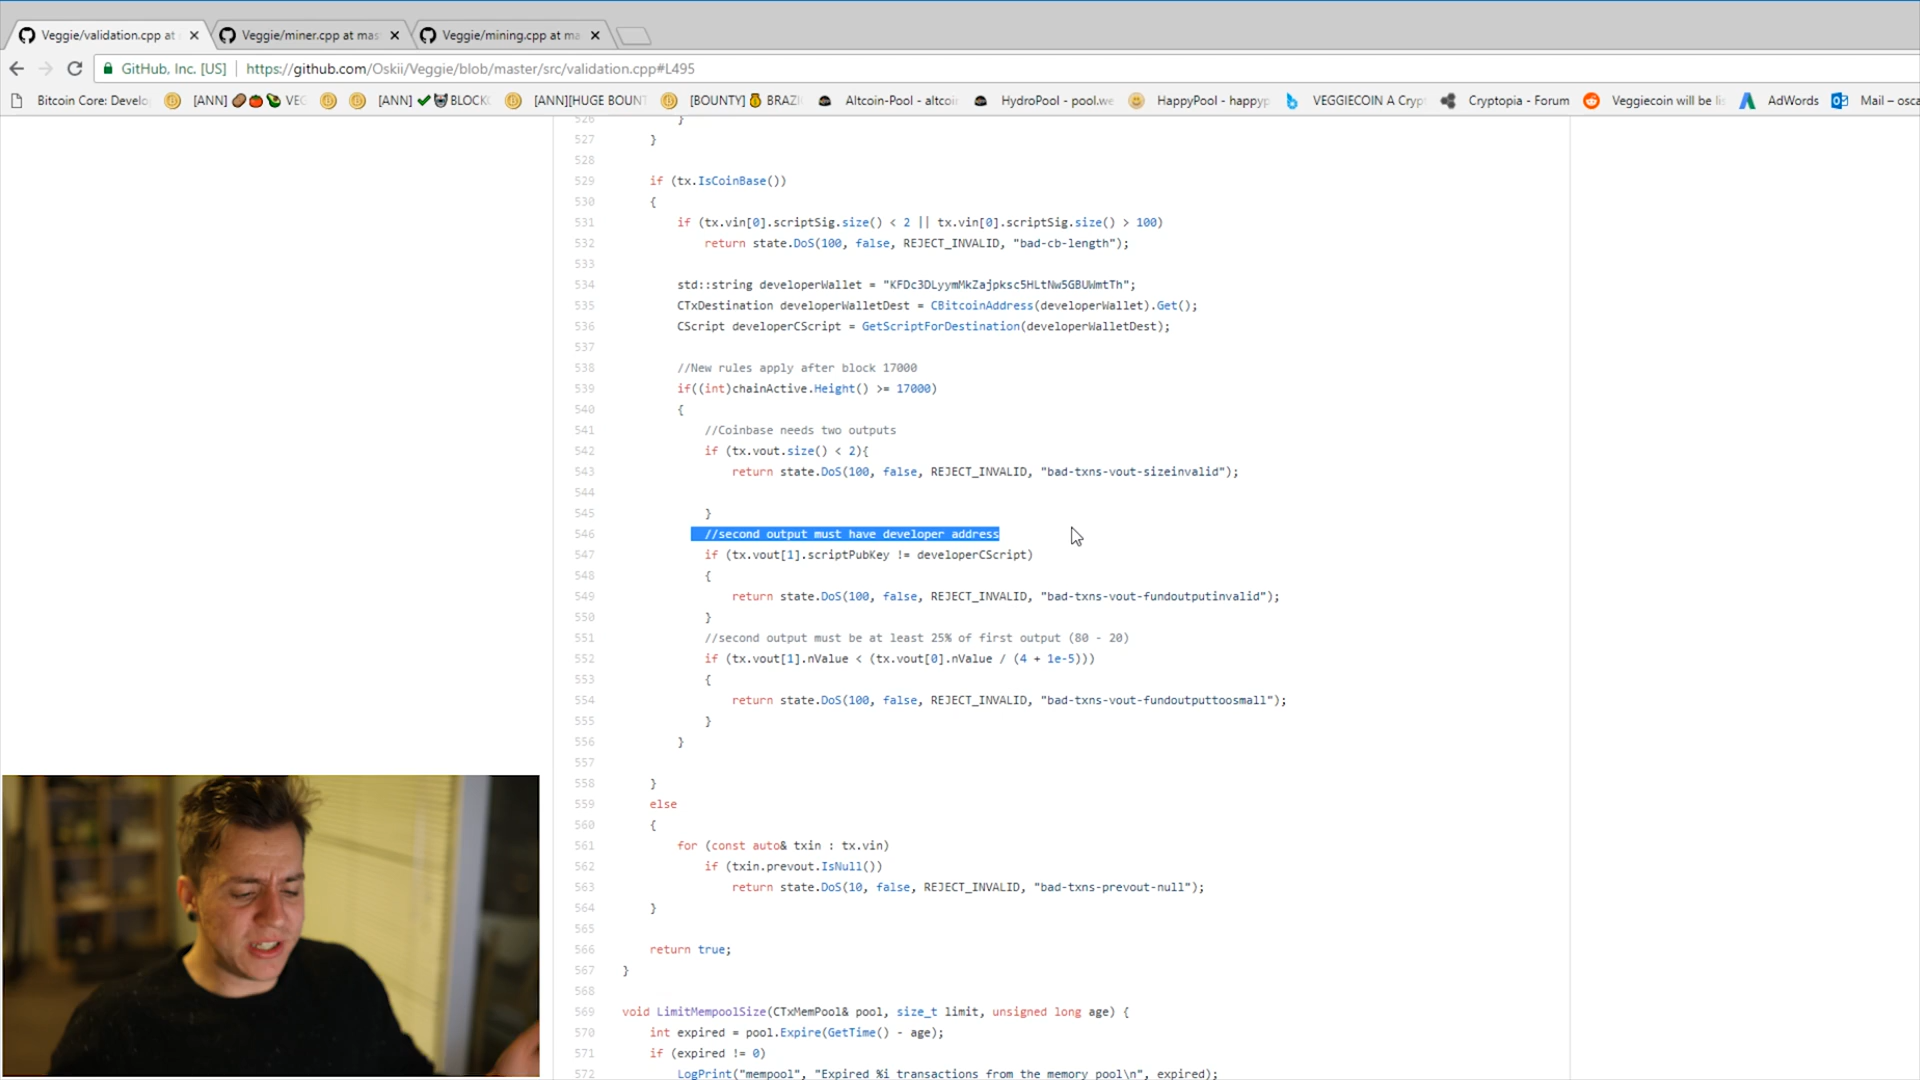 Veggie/validation.cpp at
Veggie/miner.cpp at mas
Veggie/mining.cpp at ma
GitHub, Inc. [US] https://github.com/Oskii/Veggie/blob/master/src/validation.cpp#L495
Bitcoin Core: Develo [ANN] VEG [ANN] BLOCK [ANN][HUGE BOUNT [BOUNTY] BRAZI Altcoin-Pool - altcoi HydroPool - pool.we HappyPool - happyp VEGGIECOIN A Cryp Cryptopia - Forum Veggiecoin will be lis AdWords Mail – osca
526 }
527 }
528
529 if (tx.IsCoinBase())
530 {
531 if (tx.vin[0].scriptSig.size() < 2 || tx.vin[0].scriptSig.size() > 100)
532 return state.DoS(100, false, REJECT_INVALID, "bad-cb-length");
533
534 std::string developerWallet = "KFDc3DLyymMkZajpksc5HLtNw5GBUWmtTh";
535 CTxDestination developerWalletDest = CBitcoinAddress(developerWallet).Get();
536 CScript developerCScript = GetScriptForDestination(developerWalletDest);
537
538 //New rules apply after block 17000
539 if((int)chainActive.Height() >= 17000)
540 {
541 //Coinbase needs two outputs
542 if (tx.vout.size() < 2){
543 return state.DoS(100, false, REJECT_INVALID, "bad-txns-vout-sizeinvalid");
544
545 }
546 //second output must have developer address
547 if (tx.vout[1].scriptPubKey != developerCScript)
548 {
549 return state.DoS(100, false, REJECT_INVALID, "bad-txns-vout-fundoutputinvalid");
550 }
551 //second output must be at least 25% of first output (80 - 20)
552 if (tx.vout[1].nValue < (tx.vout[0].nValue / (4 + 1e-5)))
553 {
554 return state.DoS(100, false, REJECT_INVALID, "bad-txns-vout-fundoutputtoosmall");
555 }
556 }
557
558 }
559 else
560 {
561 for (const auto& txin : tx.vin)
562 if (txin.prevout.IsNull())
563 return state.DoS(10, false, REJECT_INVALID, "bad-txns-prevout-null");
564 }
565
566 return true;
567 }
568
569 void LimitMempoolSize(CTxMemPool& pool, size_t limit, unsigned long age) {
570 int expired = pool.Expire(GetTime() - age);
571 if (expired != 0)
572 LogPrint("mempool", "Expired %i transactions from the memory pool\n", expired);